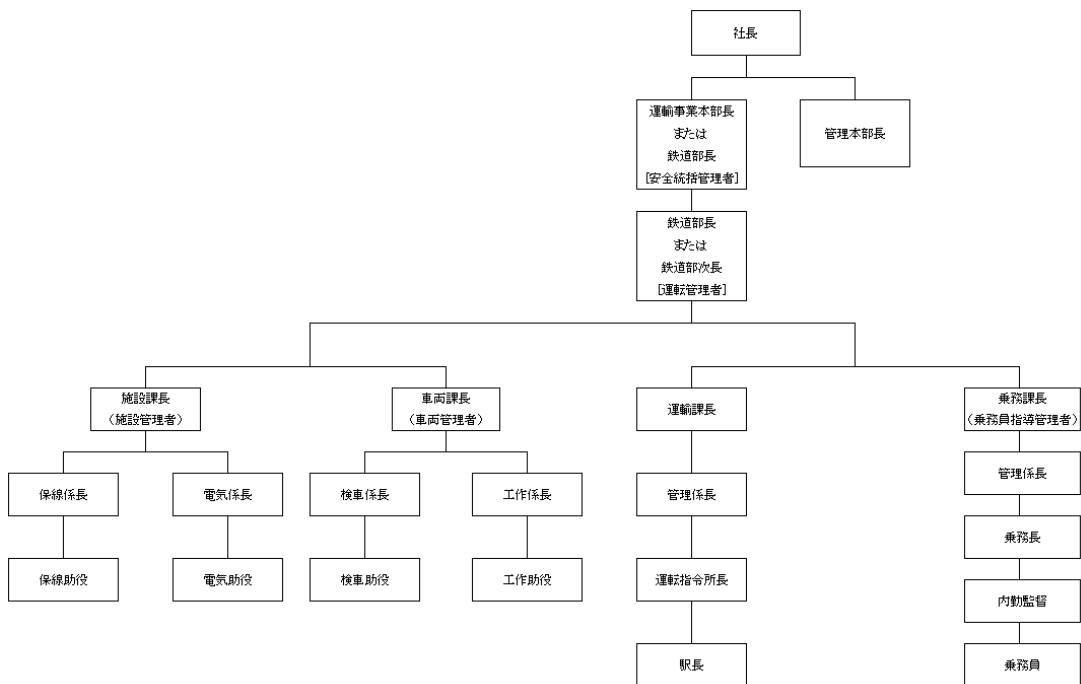 社長
運輸事業本部長
または
鉄道部長
[安全統括管理者]
管理本部長
鉄道部長
または
鉄道部次長
[運転管理者]
施設課長
（施設管理者）
車両課長
（車両管理者）
運輸課長
乗務課長
（乗務員指導管理者）
保線係長
電気係長
検車係長
工作係長
管理係長
管理係長
乗務長
保線助役
電気助役
検車助役
工作助役
運転指令所長
内勤監督
駅長
乗務員